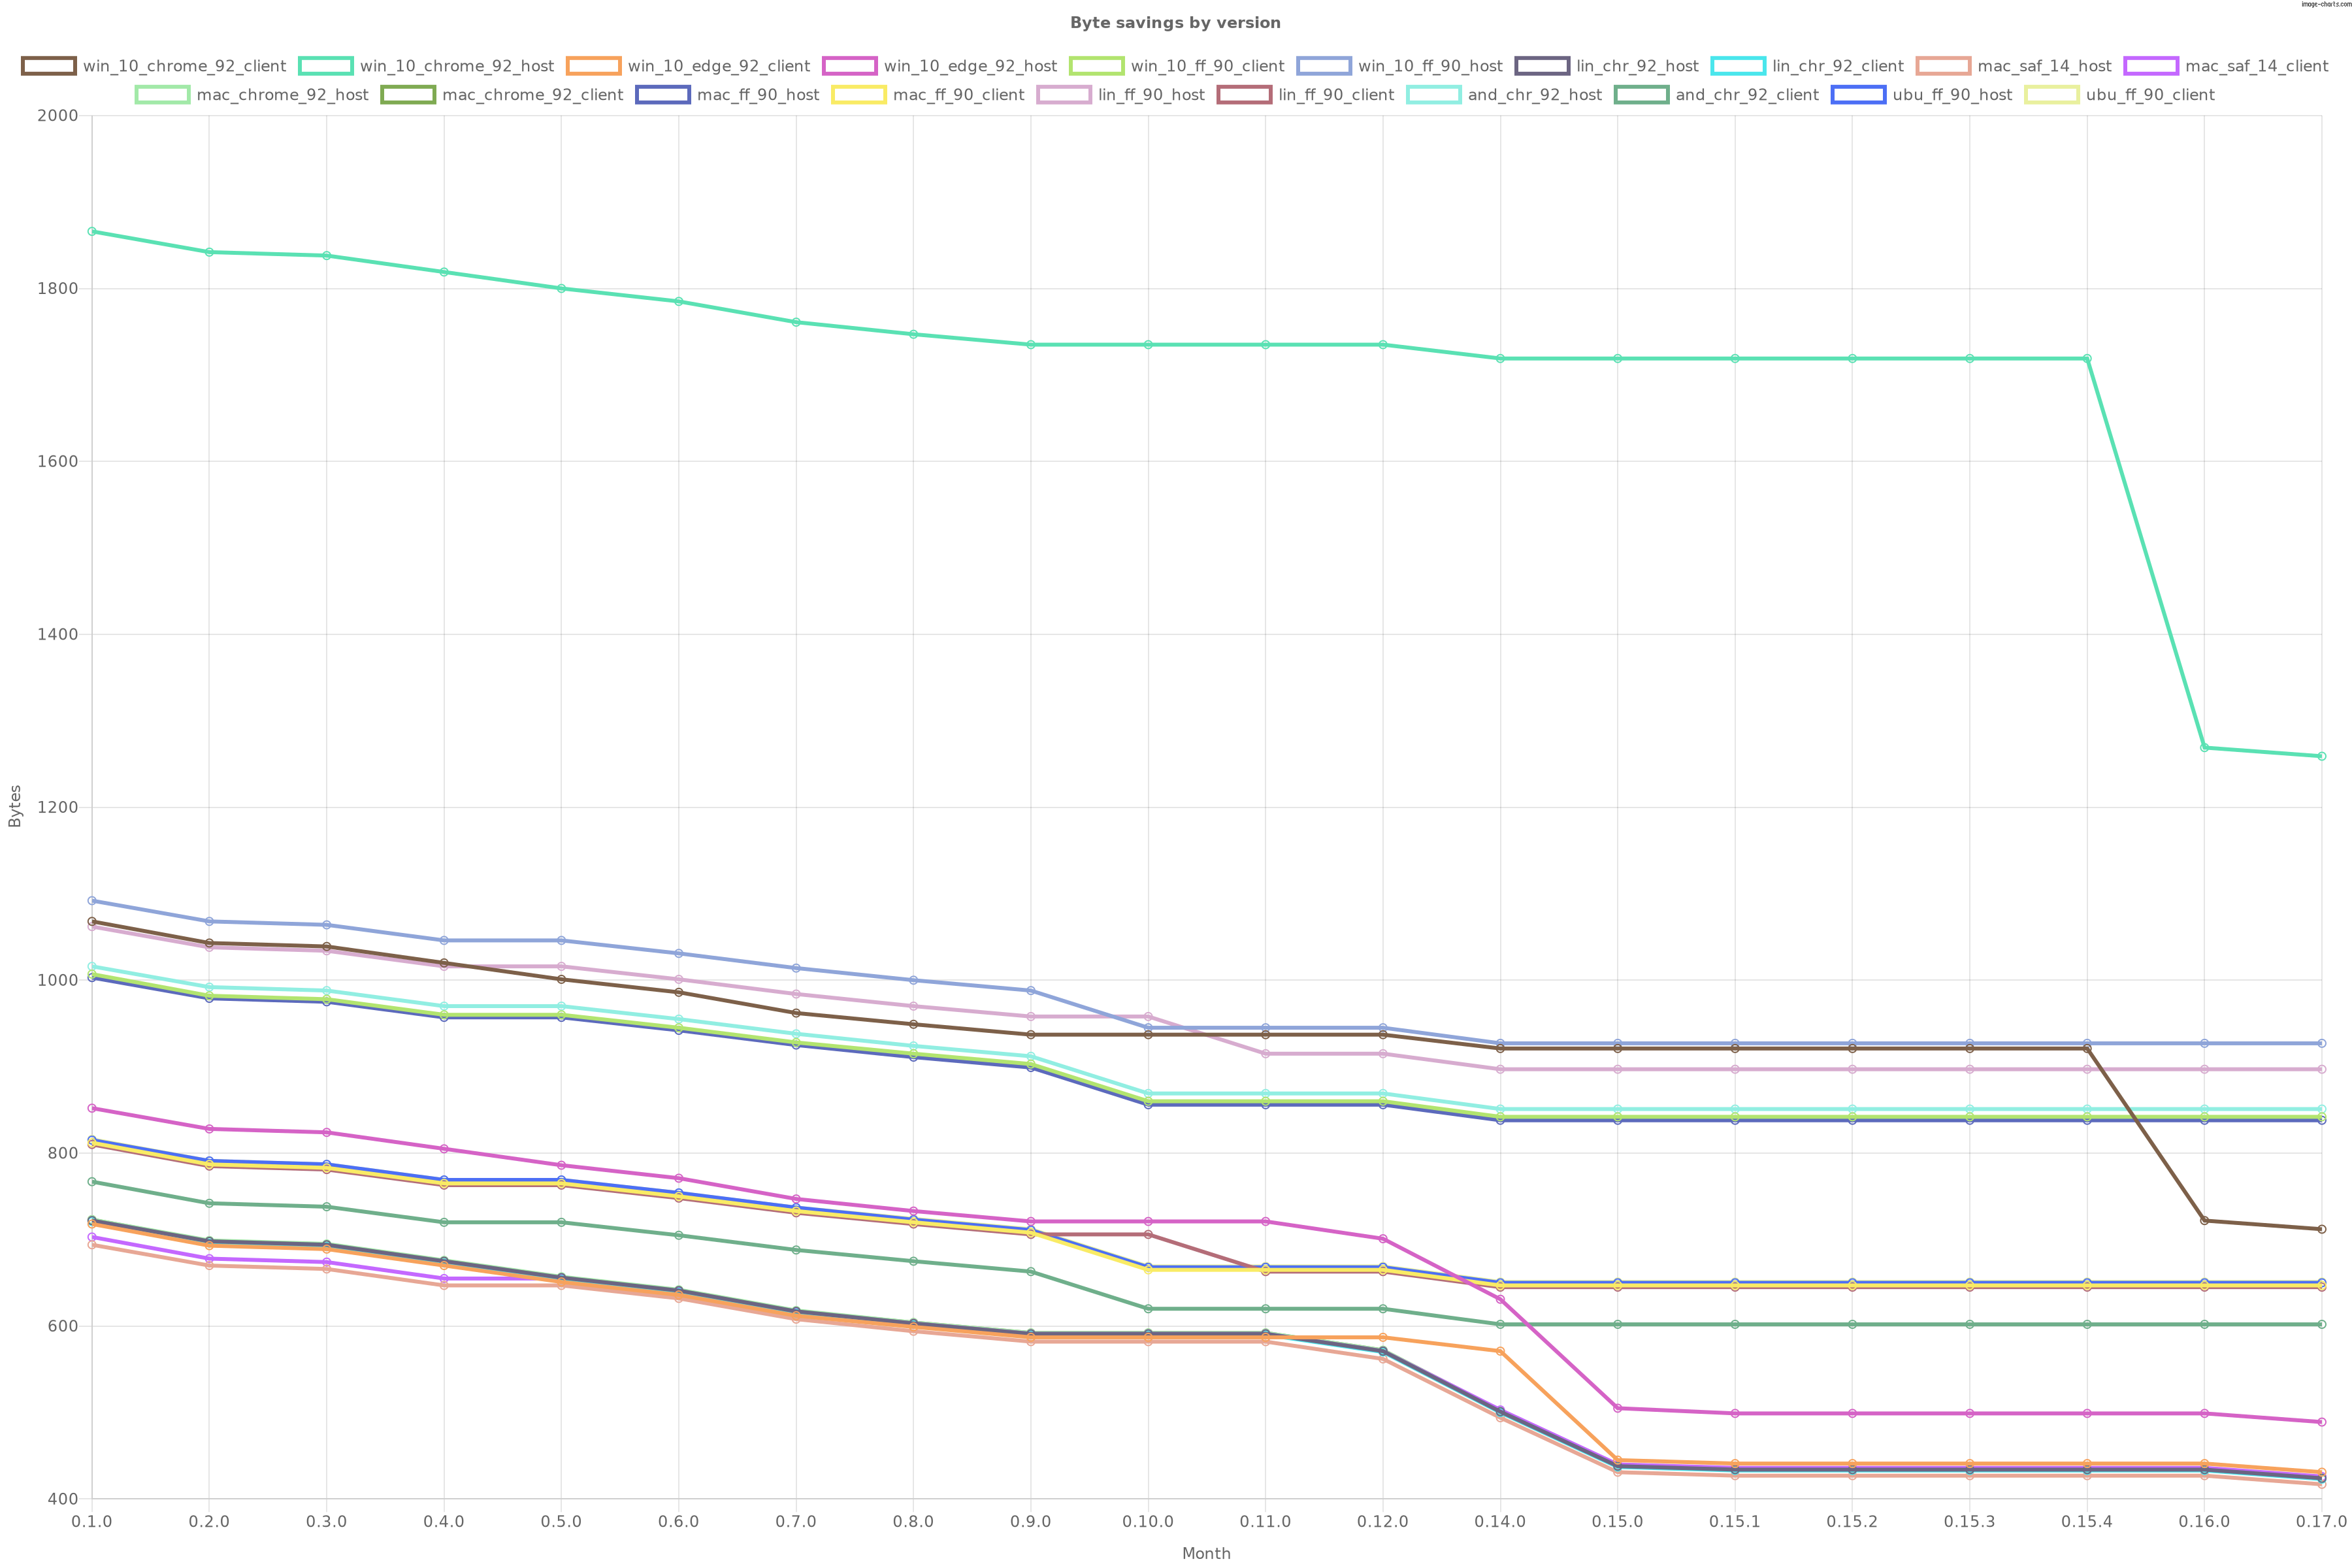 image-charts.com
Byte savings by version
win_10_chrome_92_client win_10_chrome_92_host win_10_edge_92_client win_10_edge_92_host win_10_ff_90_client win_10_ff_90_host lin_chr_92_host lin_chr_92_client mac_saf_14_host mac_saf_14_client
mac_chrome_92_host mac_chrome_92_client mac_ff_90_host mac_ff_90_client lin_ff_90_host lin_ff_90_client and_chr_92_host and_chr_92_client ubu_ff_90_host ubu_ff_90_client
2000
1800
1600
1400
1200
Bytes
1000
800
600
400
0.1.0 0.2.0 0.3.0 0.4.0 0.5.0 0.6.0 0.7.0 0.8.0 0.9.0 0.10.0 0.11.0 0.12.0 0.14.0 0.15.0 0.15.1 0.15.2 0.15.3 0.15.4 0.16.0 0.17.0
Month